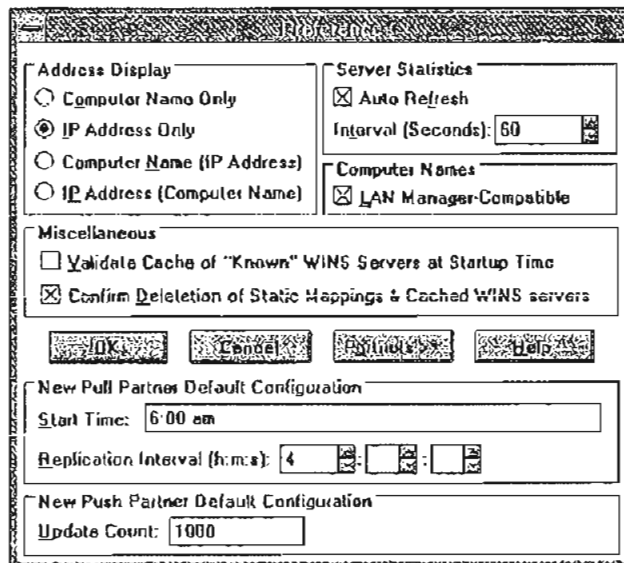 Preferences
Address Display
Computer Name Only
IP Address Only
Computer Name (IP Address)
IP Address (Computer Name)
Server Statistics
Auto Refresh
Interval (Seconds): 60
Computer Names
LAN Manager-Compatible
Miscellaneous
Validate Cache of "Known" WINS Servers at Startup Time
Confirm Deletetion of Static Mappings & Cached WINS servers
OK Cancel Partners >> Help
New Pull Partner Default Configuration
Start Time: 6:00 am
Replication Interval (h:m:s): 4 : :
New Push Partner Default Configuration
Update Count: 1000